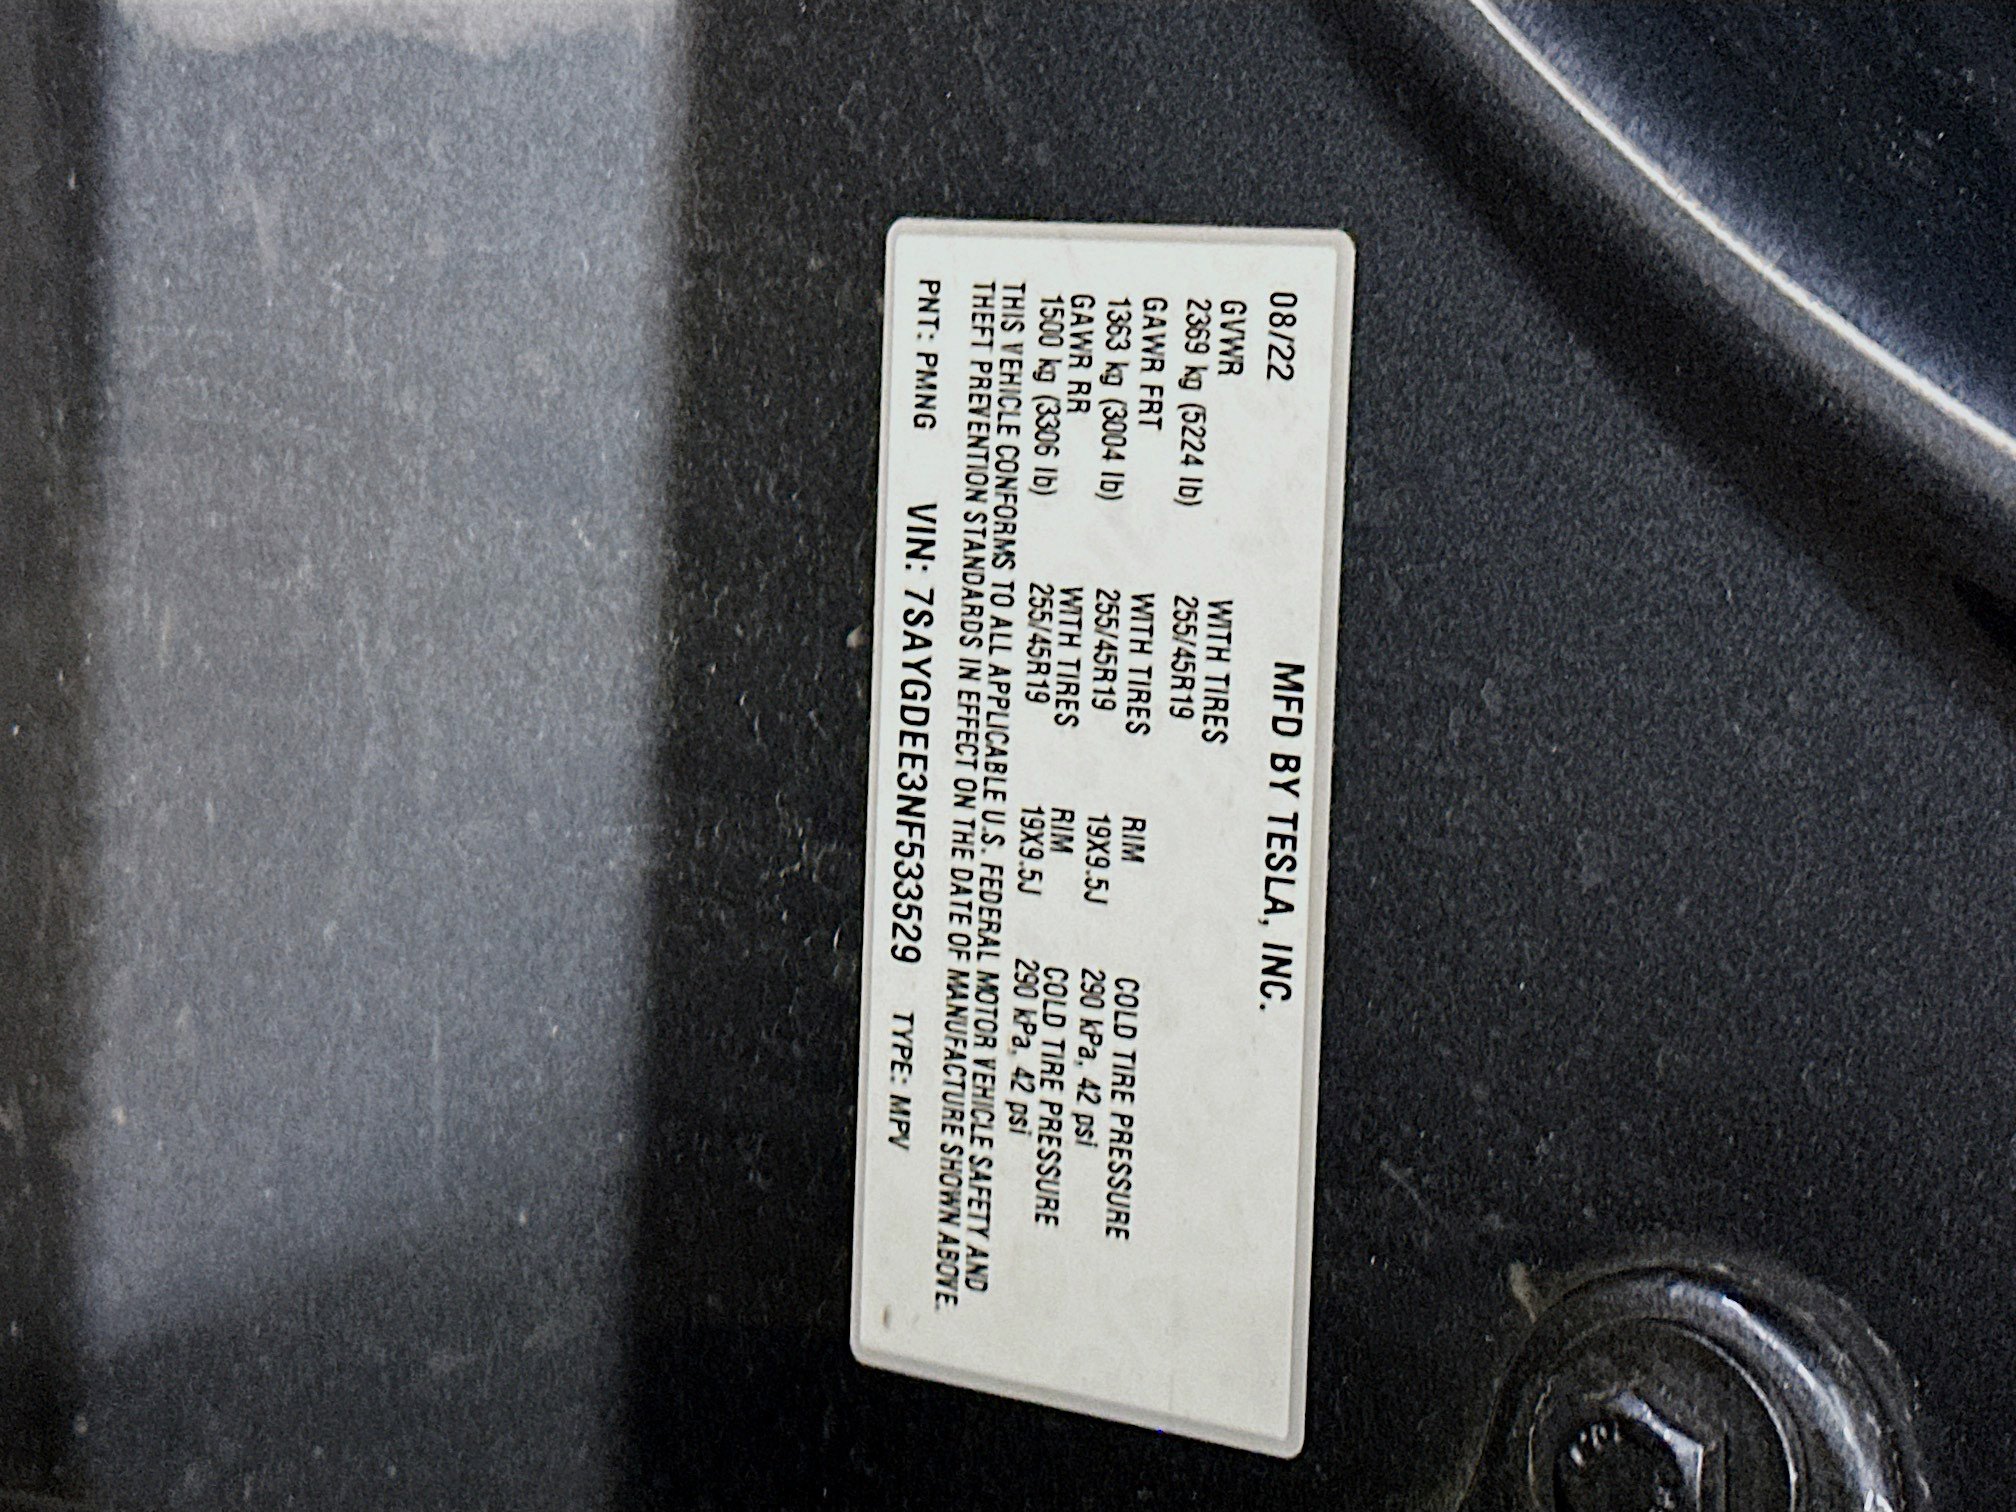 MFD BY TESLA, INC.
08/22
GVWR WITH TIRES
2369 kg (5224 lb) 255/45R19
GAWR FRT WITH TIRES RIM COLD TIRE PRESSURE
1363 kg (3004 lb) 255/45R19 19X9.5J 290 kPa, 42 psi
GAWR RR WITH TIRES RIM COLD TIRE PRESSURE
1500 kg (3306 lb) 255/45R19 19X9.5J 290 kPa, 42 psi
THIS VEHICLE CONFORMS TO ALL APPLICABLE U.S. FEDERAL MOTOR VEHICLE SAFETY AND
THEFT PREVENTION STANDARDS IN EFFECT ON THE DATE OF MANUFACTURE SHOWN ABOVE.
PNT: PMNG VIN: 7SAYGDEE3NF533529 TYPE: MPV